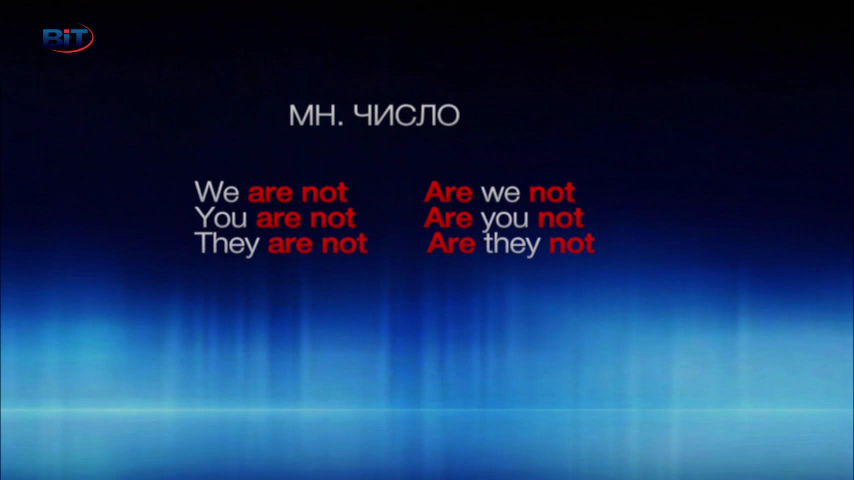 BiT
МН. ЧИСЛО
We are not Are we not
You are not Are you not
They are not Are they not